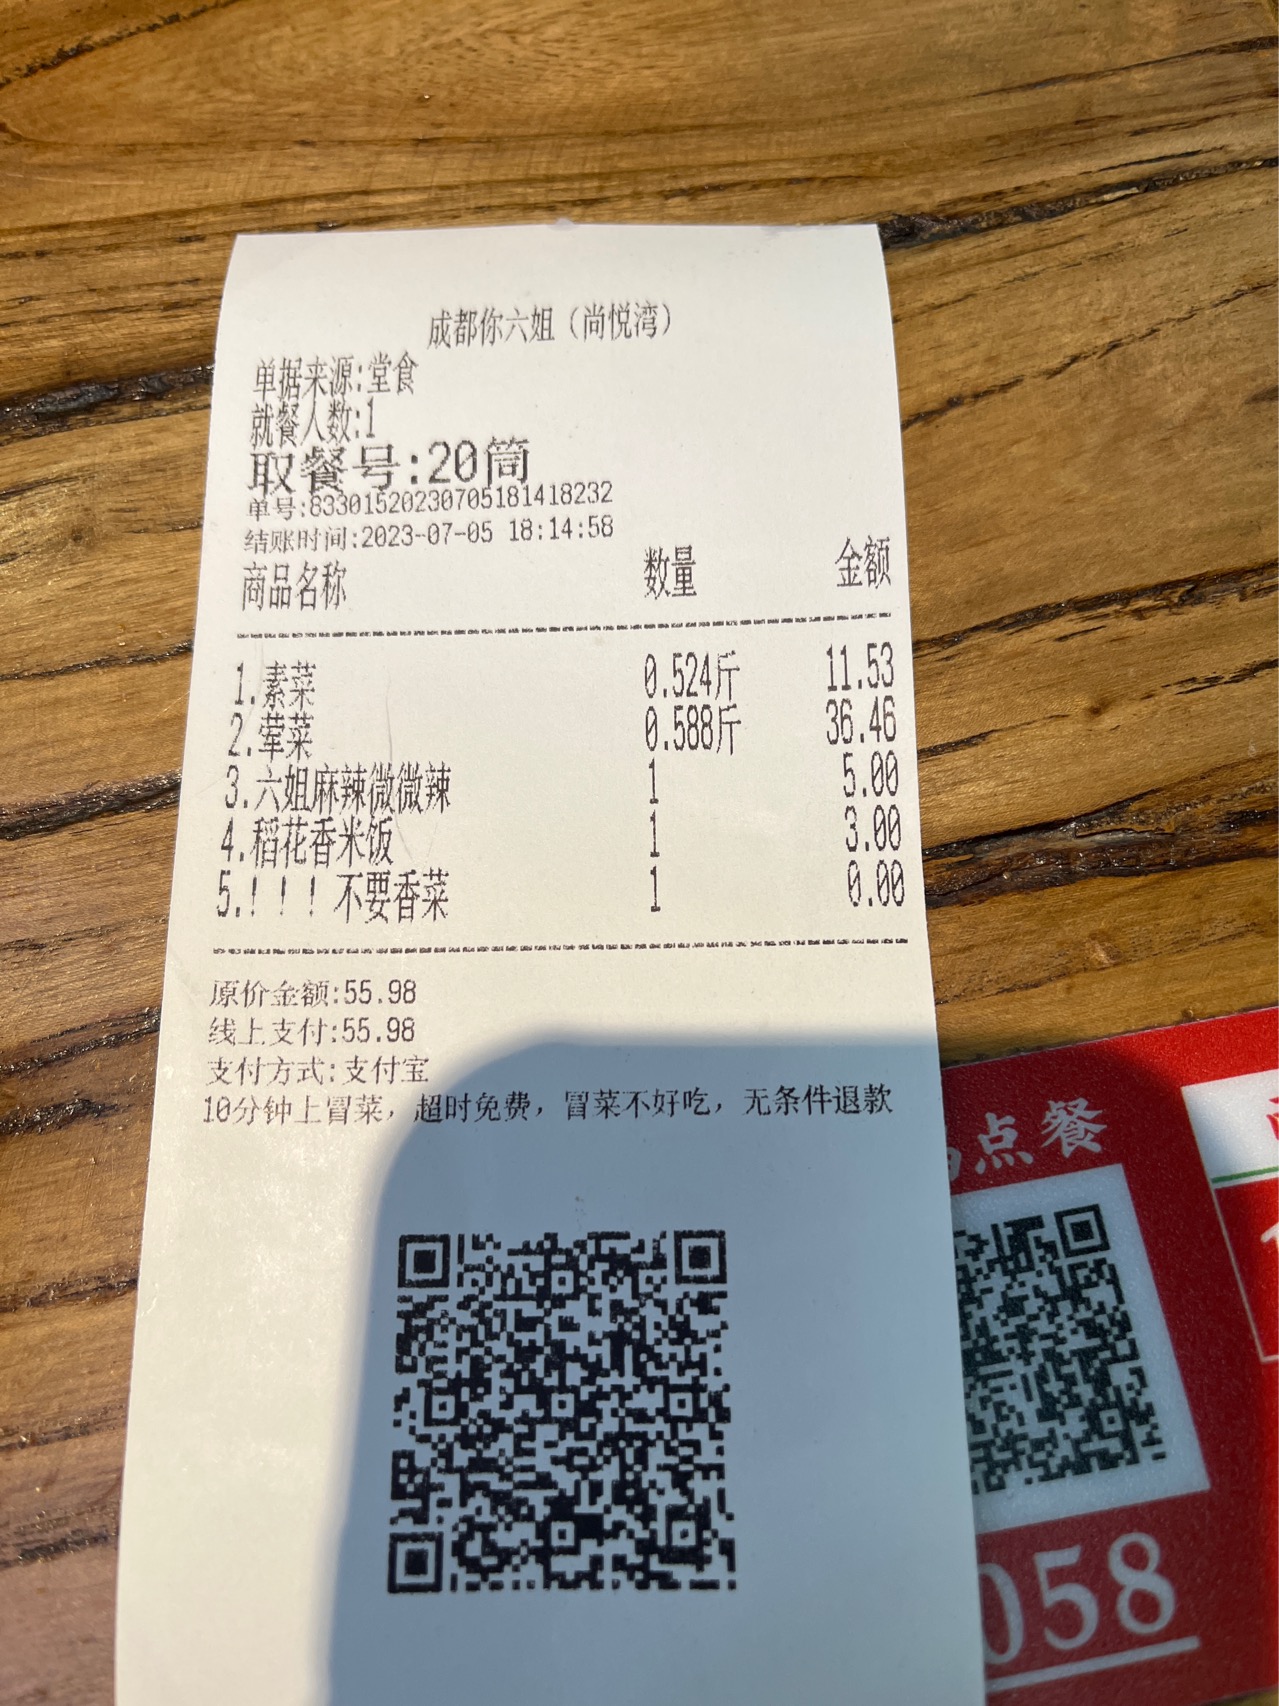 成都你六姐（尚悦湾）
单据来源:堂食
就餐人数:1
取餐号:20筒
单号:83301520230705181418232
结账时间:2023-07-05 18:14:58
商品名称 数量 金额
1.素菜 0.524斤 11.53
2.荤菜 0.588斤 36.46
3.六姐麻辣微微辣 1 5.00
4.稻花香米饭 1 3.00
5.！！！不要香菜 1 0.00
原价金额:55.98
线上支付:55.98
支付方式:支付宝
10分钟上冒菜，超时免费，冒菜不好吃，无条件退款
点餐
058